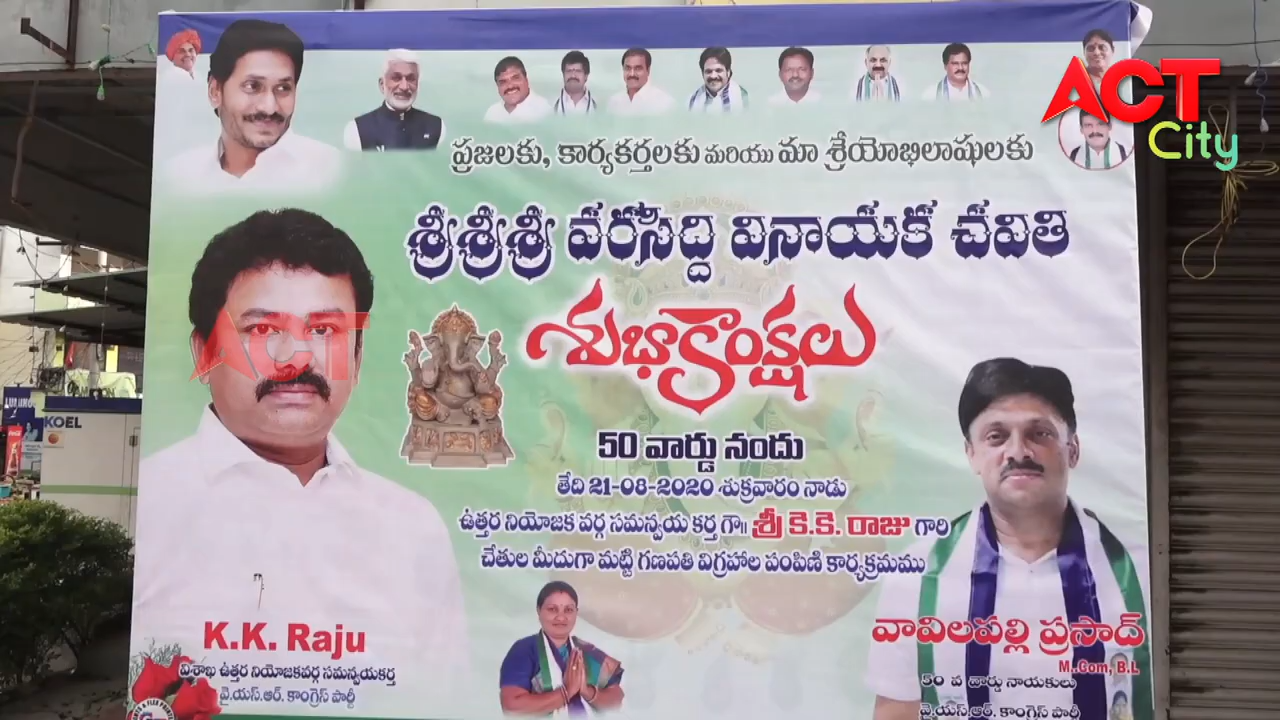 ACT
City
ప్రజలకు, కార్యకర్తలకు మరియు మా శ్రేయోభిలాషులకు
శ్రీశ్రీశ్రీ వరసిద్ది వినాయక చవితి
శుభాకాంక్షలు
ACT
50 వార్డు నందు
తేది 21-08-2020 శుక్రవారం నాడు
ఉత్తర నియోజక వర్గ సమన్వయ కర్త గౌ॥ శ్రీ కె.కె. రాజు గారి
చేతుల మీదుగా మట్టి గణపతి విగ్రహాల పంపిణి కార్యక్రమము
KOEL
K.K. Raju
విశాఖ ఉత్తర నియోజకవర్గ సమన్వయకర్త
వై.యస్.ఆర్. కాంగ్రెస్ పార్టీ
వావిలపల్లి ప్రసాద్
M.Com, B.L
50 వ వార్డు నాయకులు
వై.యస్.ఆర్. కాంగ్రెస్ పార్టీ